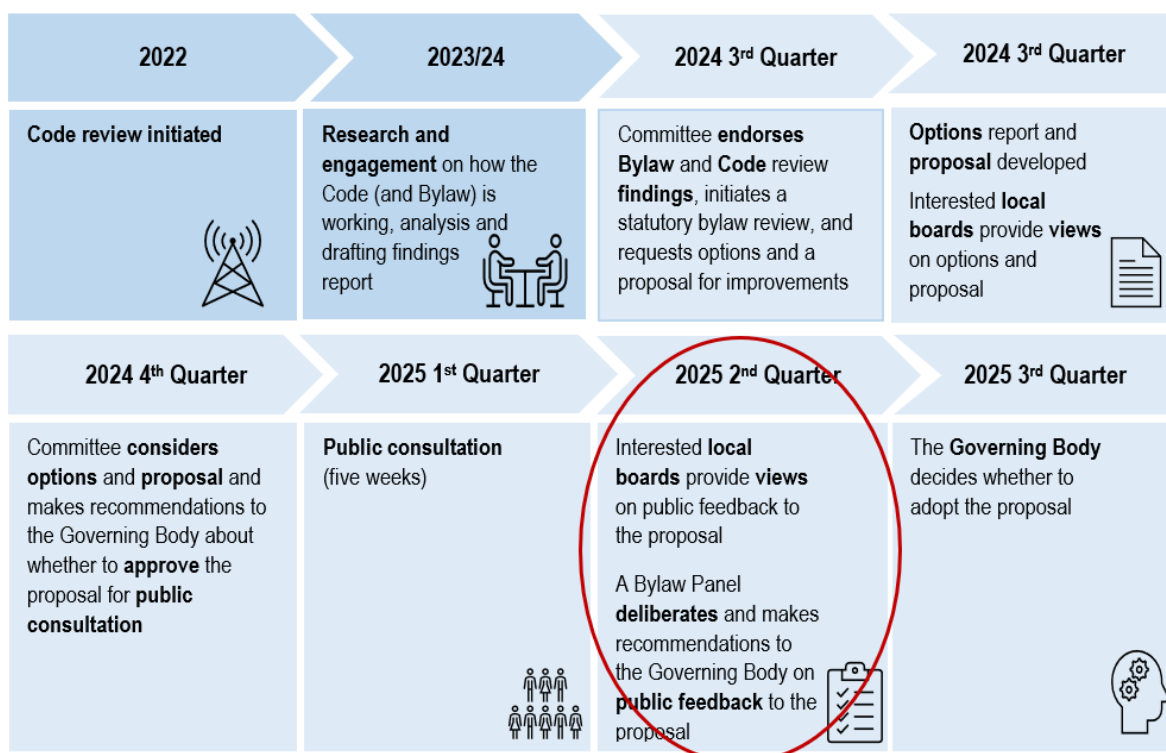 2022
Code review initiated
2023/24
Research and
engagement on how the
Code (and Bylaw) is
working, analysis and
drafting findings
report
2024 3rd Quarter
Committee endorses
Bylaw and Code review
findings, initiates a
statutory bylaw review, and
requests options and a
proposal for improvements
2024 3rd Quarter
Options report and
proposal developed
Interested local
boards provide views
on options and
proposal
2024 4th Quarter
Committee considers
options and proposal and
makes recommendations to
the Governing Body about
whether to approve the
proposal for public
consultation
2025 1st Quarter
Public consultation
(five weeks)
2025 2nd Quarter
Interested local
boards provide views
on public feedback to
the proposal
A Bylaw Panel
deliberates and makes
recommendations to
the Governing Body on
public feedback to the
proposal
2025 3rd Quarter
The Governing Body
decides whether to
adopt the proposal